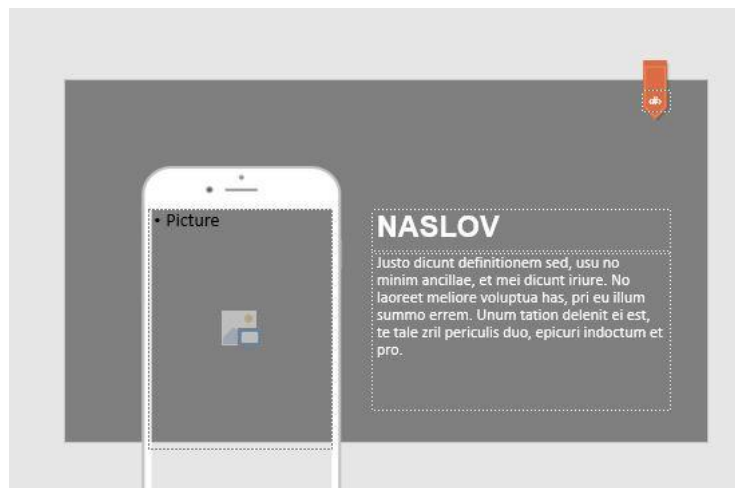 • Picture
NASLOV
Justo dicunt definitionem sed, usu no
minim ancillae, et mei dicunt iriure. No
laoreet meliore voluptua has, pri eu illum
summo errem. Unum tation delenit ei est,
te tale zril periculis duo, epicuri indoctum et
pro.